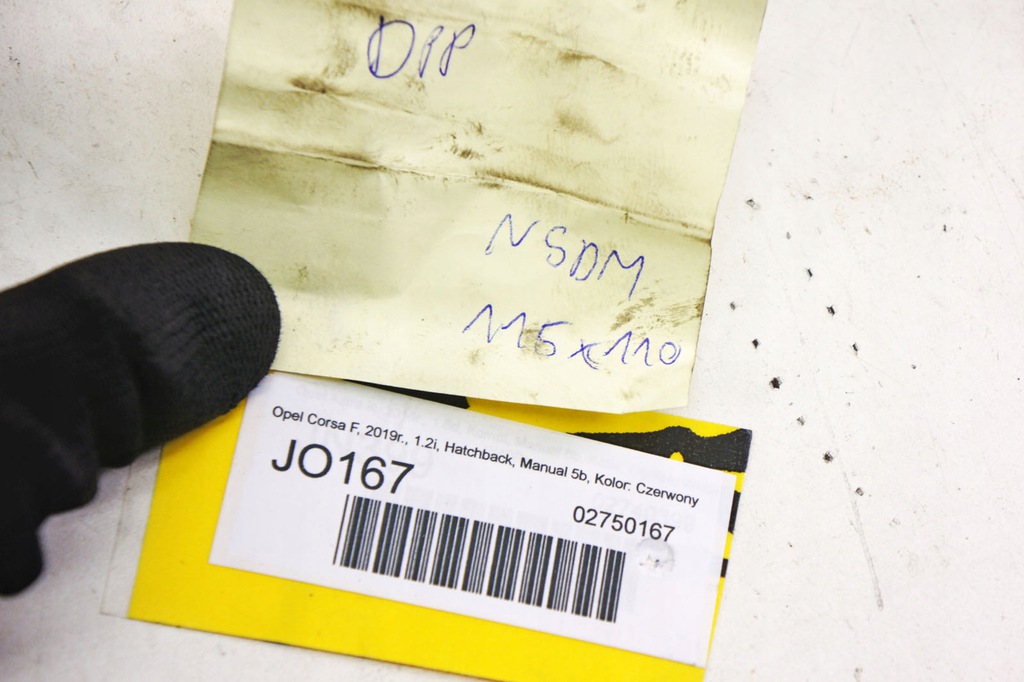 DPP
NSDM
115x110
Opel Corsa F, 2019r., 1.2i, Hatchback, Manual 5b, Kolor: Czerwony
JO167
02750167